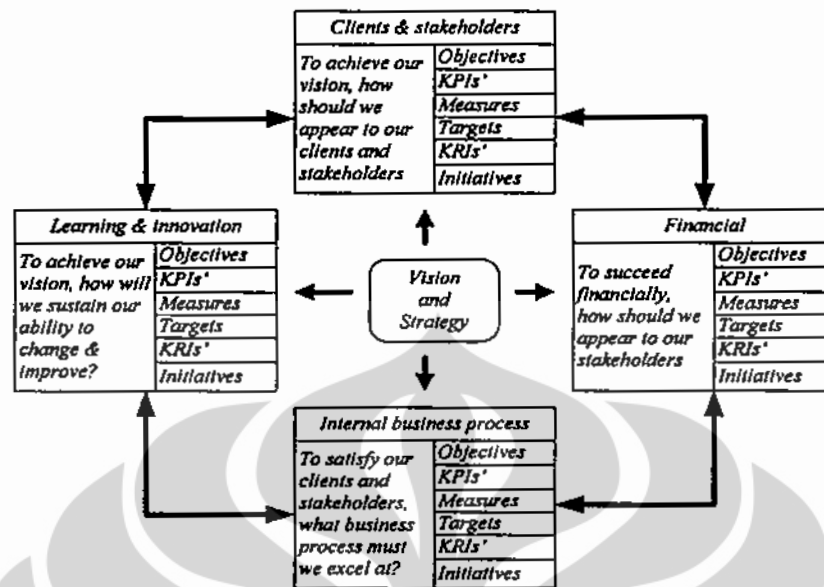 Clients & stakeholders
To achieve our
vision, how
should we
appear to our
clients and
stakeholders
Objectives
KPIs'
Measures
Targets
KRIs'
Initiatives
Learning & innovation
To achieve our
vision, how will
we sustain our
ability to
change &
improve?
Objectives
KPIs'
Measures
Targets
KRIs'
Initiatives
Vision
and
Strategy
Financial
To succeed
financially,
how should we
appear to our
stakeholders
Objectives
KPIs'
Measures
Targets
KRIs'
Initiatives
Internal business process
To satisfy our
clients and
stakeholders,
what business
process must
we excel at?
Objectives
KPIs'
Measures
Targets
KRIs'
Initiatives